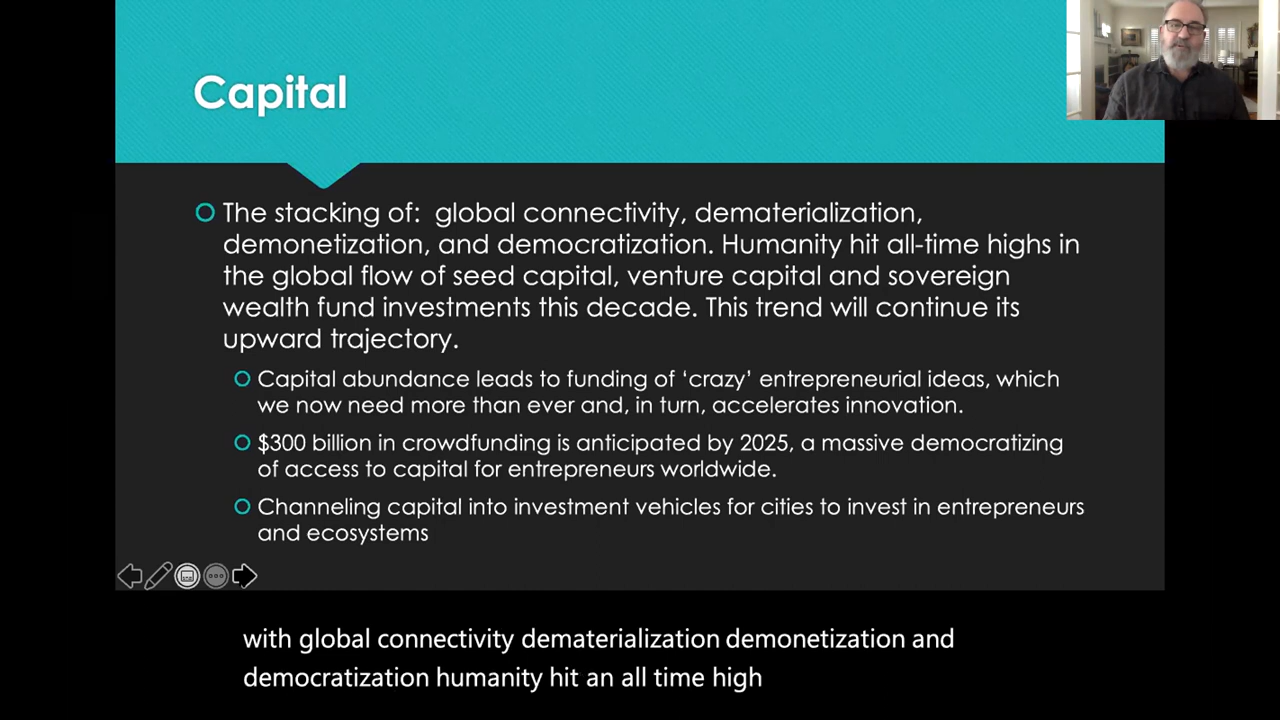 Capital
The stacking of:  global connectivity, dematerialization,
demonetization, and democratization. Humanity hit all-time highs in
the global flow of seed capital, venture capital and sovereign
wealth fund investments this decade. This trend will continue its
upward trajectory.
Capital abundance leads to funding of ‘crazy’ entrepreneurial ideas, which
we now need more than ever and, in turn, accelerates innovation.
$300 billion in crowdfunding is anticipated by 2025, a massive democratizing
of access to capital for entrepreneurs worldwide.
Channeling capital into investment vehicles for cities to invest in entrepreneurs
and ecosystems
with global connectivity dematerialization demonetization and
democratization humanity hit an all time high